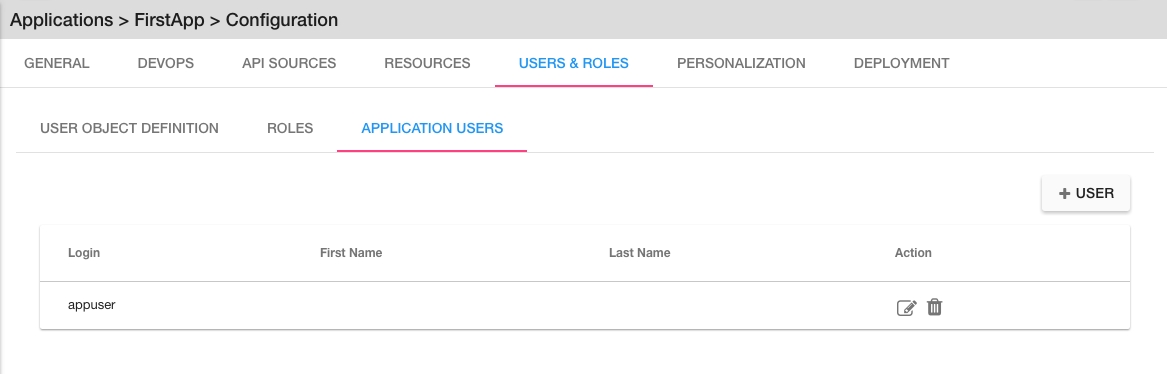 Applications > FirstApp > Configuration
GENERAL DEVOPS API SOURCES RESOURCES USERS & ROLES PERSONALIZATION DEPLOYMENT
USER OBJECT DEFINITION ROLES APPLICATION USERS
+ USER
Login First Name Last Name Action
appuser